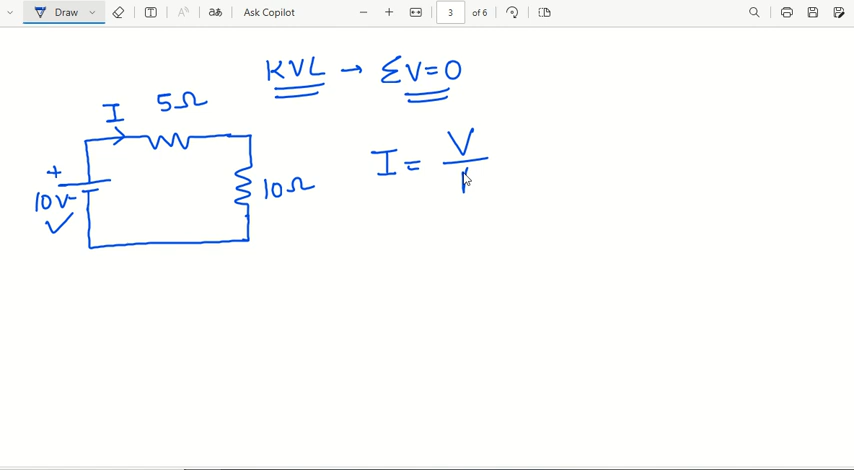 Draw Ask Copilot 3 of 6
KVL → ΣV=0
I 5Ω
I = V
+
10V
10Ω